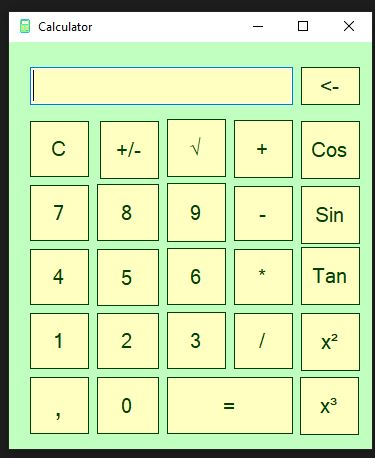 Calculator
<-
C +/- √ + Cos
7 8 9 - Sin
4 5 6 * Tan
1 2 3 / x²
, 0 = x³